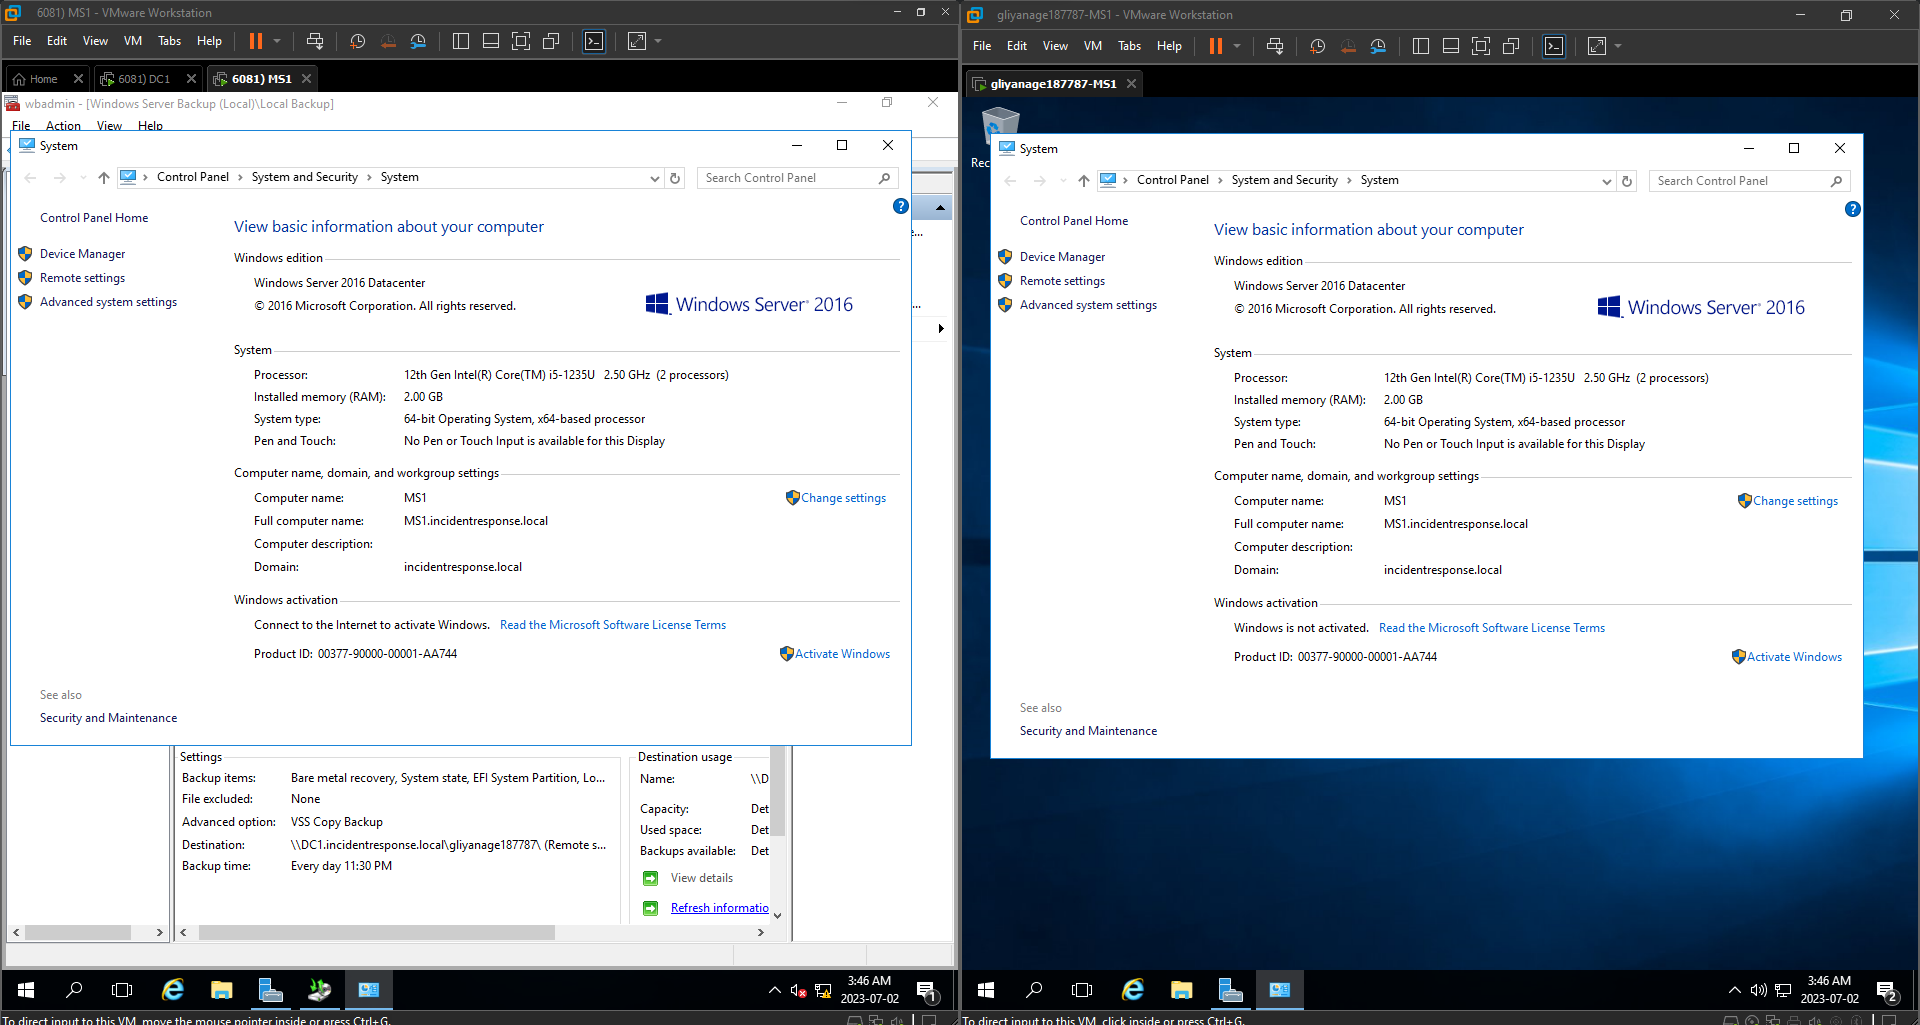 6081) MS1 - VMware Workstation
File Edit View VM Tabs Help
Home 6081) DC1 6081) MS1
wbadmin - [Windows Server Backup (Local)\Local Backup]
File Action View Help
System
Control Panel System and Security System
Search Control Panel
Control Panel Home
Device Manager
Remote settings
Advanced system settings
View basic information about your computer
Windows edition
Windows Server 2016 Datacenter
© 2016 Microsoft Corporation. All rights reserved.
Windows Server® 2016
System
Processor: 12th Gen Intel(R) Core(TM) i5-1235U 2.50 GHz (2 processors)
Installed memory (RAM): 2.00 GB
System type: 64-bit Operating System, x64-based processor
Pen and Touch: No Pen or Touch Input is available for this Display
Computer name, domain, and workgroup settings
Computer name: MS1 Change settings
Full computer name: MS1.incidentresponse.local
Computer description:
Domain: incidentresponse.local
Windows activation
Connect to the Internet to activate Windows. Read the Microsoft Software License Terms
Product ID: 00377-90000-00001-AA744 Activate Windows
See also
Security and Maintenance
e...
...
Settings
Backup items: Bare metal recovery, System state, EFI System Partition, Lo...
File excluded: None
Advanced option: VSS Copy Backup
Destination: \\DC1.incidentresponse.local\gliyanage187787\ (Remote s...
Backup time: Every day 11:30 PM
Destination usage
Name: \\D
Capacity: Det
Used space: Det
Backups available: Det
View details
Refresh informatio
3:46 AM
2023-07-02
1
To direct input to this VM, move the mouse pointer inside or press Ctrl+G.
gliyanage187787-MS1 - VMware Workstation
File Edit View VM Tabs Help
gliyanage187787-MS1
Rec
System
Control Panel System and Security System
Search Control Panel
Control Panel Home
Device Manager
Remote settings
Advanced system settings
View basic information about your computer
Windows edition
Windows Server 2016 Datacenter
© 2016 Microsoft Corporation. All rights reserved.
Windows Server® 2016
System
Processor: 12th Gen Intel(R) Core(TM) i5-1235U 2.50 GHz (2 processors)
Installed memory (RAM): 2.00 GB
System type: 64-bit Operating System, x64-based processor
Pen and Touch: No Pen or Touch Input is available for this Display
Computer name, domain, and workgroup settings
Computer name: MS1 Change settings
Full computer name: MS1.incidentresponse.local
Computer description:
Domain: incidentresponse.local
Windows activation
Windows is not activated. Read the Microsoft Software License Terms
Product ID: 00377-90000-00001-AA744 Activate Windows
See also
Security and Maintenance
3:46 AM
2023-07-02
2
To direct input to this VM, click inside or press Ctrl+G.